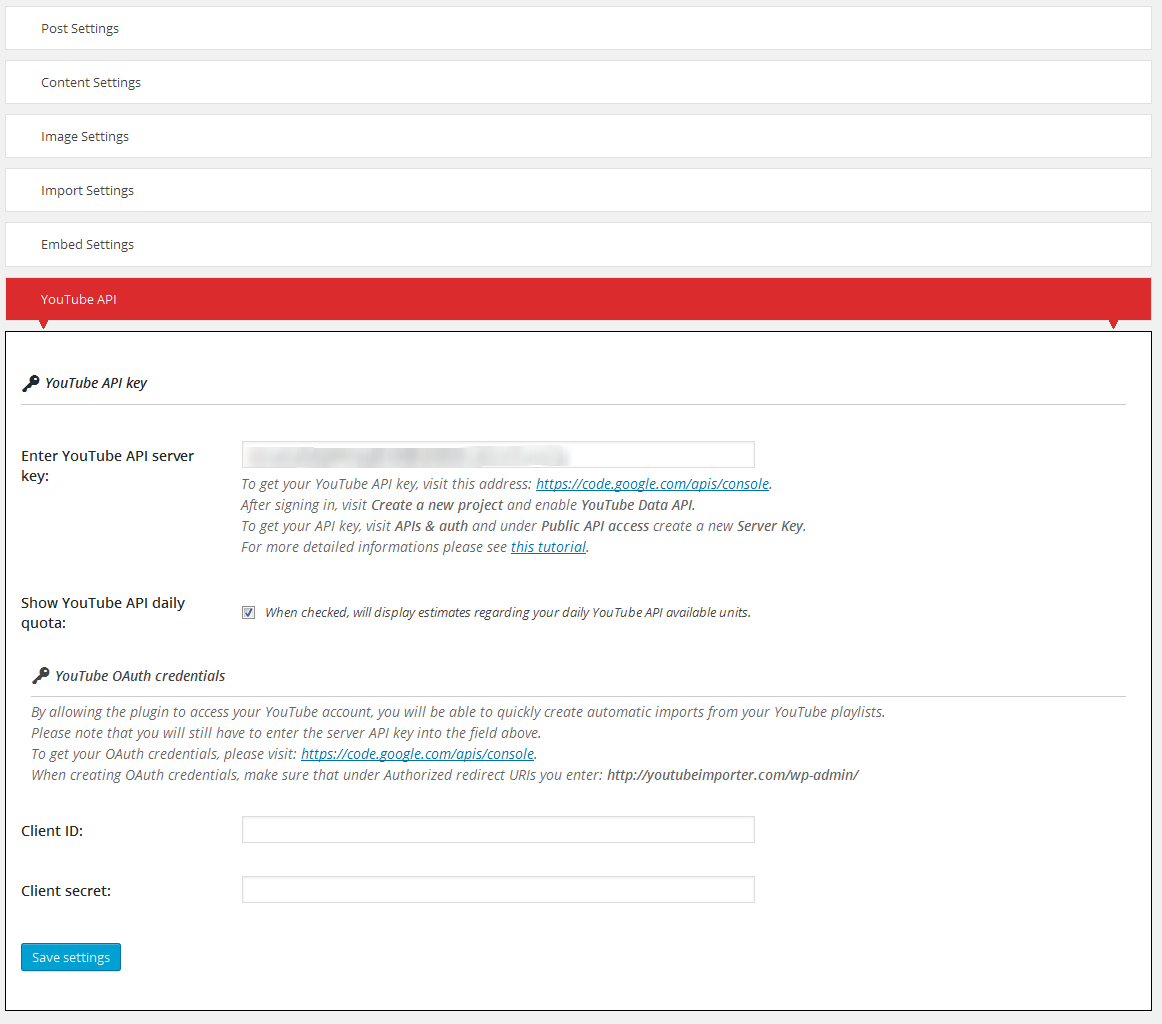 Post Settings
Content Settings
Image Settings
Import Settings
Embed Settings
YouTube API
YouTube API key
Enter YouTube API server
key:
To get your YouTube API key, visit this address: https://code.google.com/apis/console.
After signing in, visit Create a new project and enable YouTube Data API.
To get your API key, visit APIs & auth and under Public API access create a new Server Key.
For more detailed informations please see this tutorial.
Show YouTube API daily
quota:
When checked, will display estimates regarding your daily YouTube API available units.
YouTube OAuth credentials
By allowing the plugin to access your YouTube account, you will be able to quickly create automatic imports from your YouTube playlists.
Please note that you will still have to enter the server API key into the field above.
To get your OAuth credentials, please visit: https://code.google.com/apis/console.
When creating OAuth credentials, make sure that under Authorized redirect URIs you enter: http://youtubeimporter.com/wp-admin/
Client ID:
Client secret:
Save settings